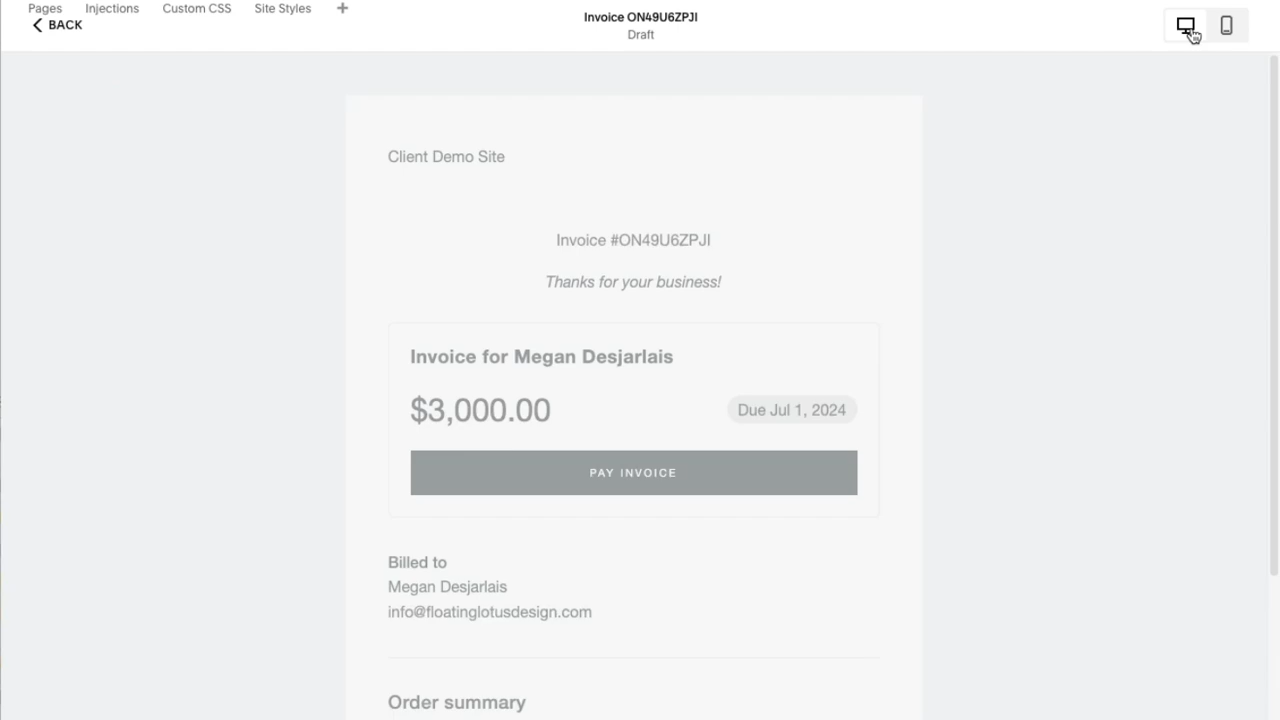 Pages Injections Custom CSS Site Styles +
BACK
Invoice ON49U6ZPJI
Draft
Client Demo Site
Invoice #ON49U6ZPJI
Thanks for your business!
Invoice for Megan Desjarlais
$3,000.00
Due Jul 1, 2024
PAY INVOICE
Billed to
Megan Desjarlais
info@floatinglotusdesign.com
Order summary